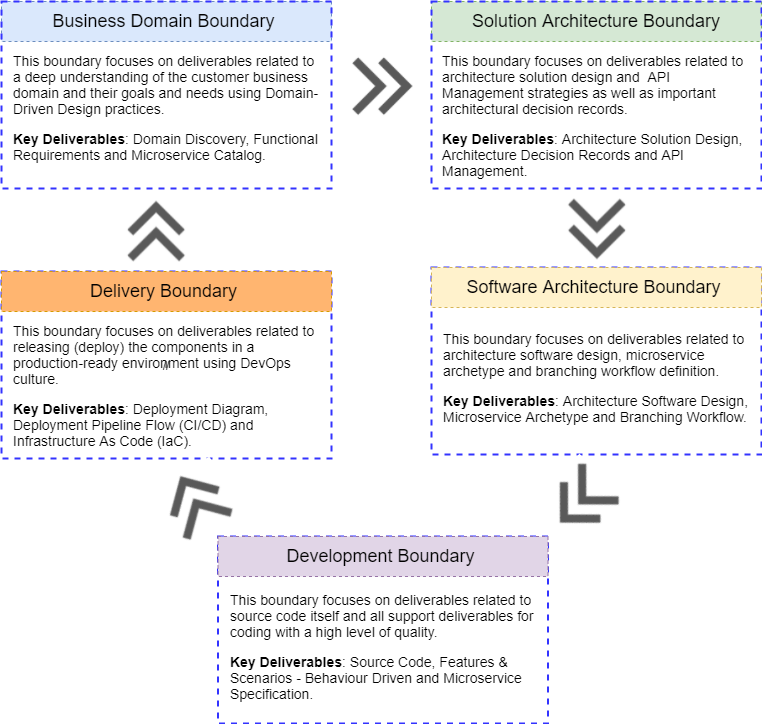 Business Domain Boundary
This boundary focuses on deliverables related to
a deep understanding of the customer business
domain and their goals and needs using Domain-
Driven Design practices.
Key Deliverables: Domain Discovery, Functional
Requirements and Microservice Catalog.
Solution Architecture Boundary
This boundary focuses on deliverables related to
architecture solution design and API
Management strategies as well as important
architectural decision records.
Key Deliverables: Architecture Solution Design,
Architecture Decision Records and API
Management.
Software Architecture Boundary
This boundary focuses on deliverables related to
architecture software design, microservice
archetype and branching workflow definition.
Key Deliverables: Architecture Software Design,
Microservice Archetype and Branching Workflow.
Development Boundary
This boundary focuses on deliverables related to
source code itself and all support deliverables for
coding with a high level of quality.
Key Deliverables: Source Code, Features &
Scenarios - Behaviour Driven and Microservice
Specification.
Delivery Boundary
This boundary focuses on deliverables related to
releasing (deploy) the components in a
production-ready environment using DevOps
culture.
Key Deliverables: Deployment Diagram,
Deployment Pipeline Flow (CI/CD) and
Infrastructure As Code (IaC).